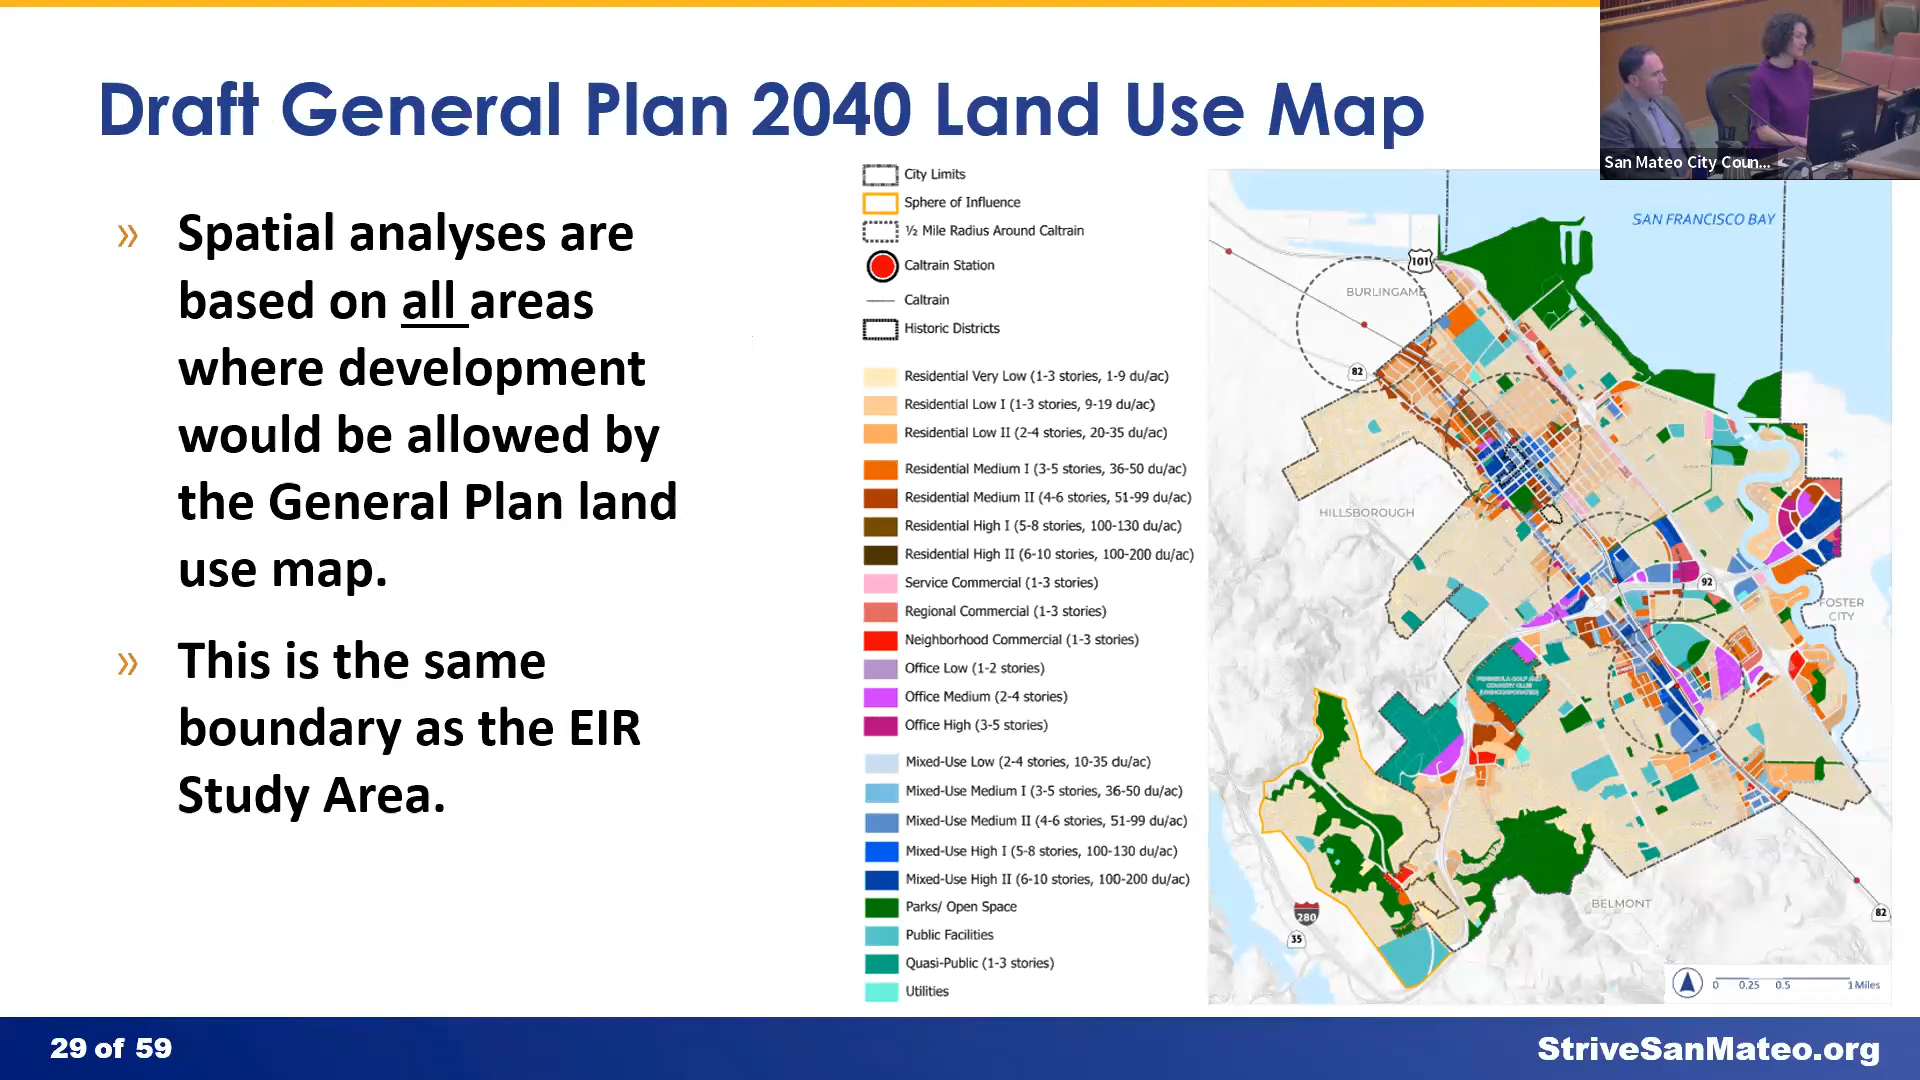 Draft General Plan 2040 Land Use Map
San Mateo City Coun...
» Spatial analyses are
based on all areas
where development
would be allowed by
the General Plan land
use map.
» This is the same
boundary as the EIR
Study Area.
City Limits
Sphere of Influence
½ Mile Radius Around Caltrain
Caltrain Station
Caltrain
Historic Districts
Residential Very Low (1-3 stories, 1-9 du/ac)
Residential Low I (1-3 stories, 9-19 du/ac)
Residential Low II (2-4 stories, 20-35 du/ac)
Residential Medium I (3-5 stories, 36-50 du/ac)
Residential Medium II (4-6 stories, 51-99 du/ac)
Residential High I (5-8 stories, 100-130 du/ac)
Residential High II (6-10 stories, 100-200 du/ac)
Service Commercial (1-3 stories)
Regional Commercial (1-3 stories)
Neighborhood Commercial (1-3 stories)
Office Low (1-2 stories)
Office Medium (2-4 stories)
Office High (3-5 stories)
Mixed-Use Low (2-4 stories, 10-35 du/ac)
Mixed-Use Medium I (3-5 stories, 36-50 du/ac)
Mixed-Use Medium II (4-6 stories, 51-99 du/ac)
Mixed-Use High I (5-8 stories, 100-130 du/ac)
Mixed-Use High II (6-10 stories, 100-200 du/ac)
Parks/ Open Space
Public Facilities
Quasi-Public (1-3 stories)
Utilities
SAN FRANCISCO BAY
101
BURLINGAME
82
HILLSBOROUGH
92
FOSTER
CITY
PENINSULA GOLF AND
COUNTRY CLUB
(UNINCORPORATED)
BELMONT
280
35
82
0 0.25 0.5 1 Miles
29 of 59
StriveSanMateo.org